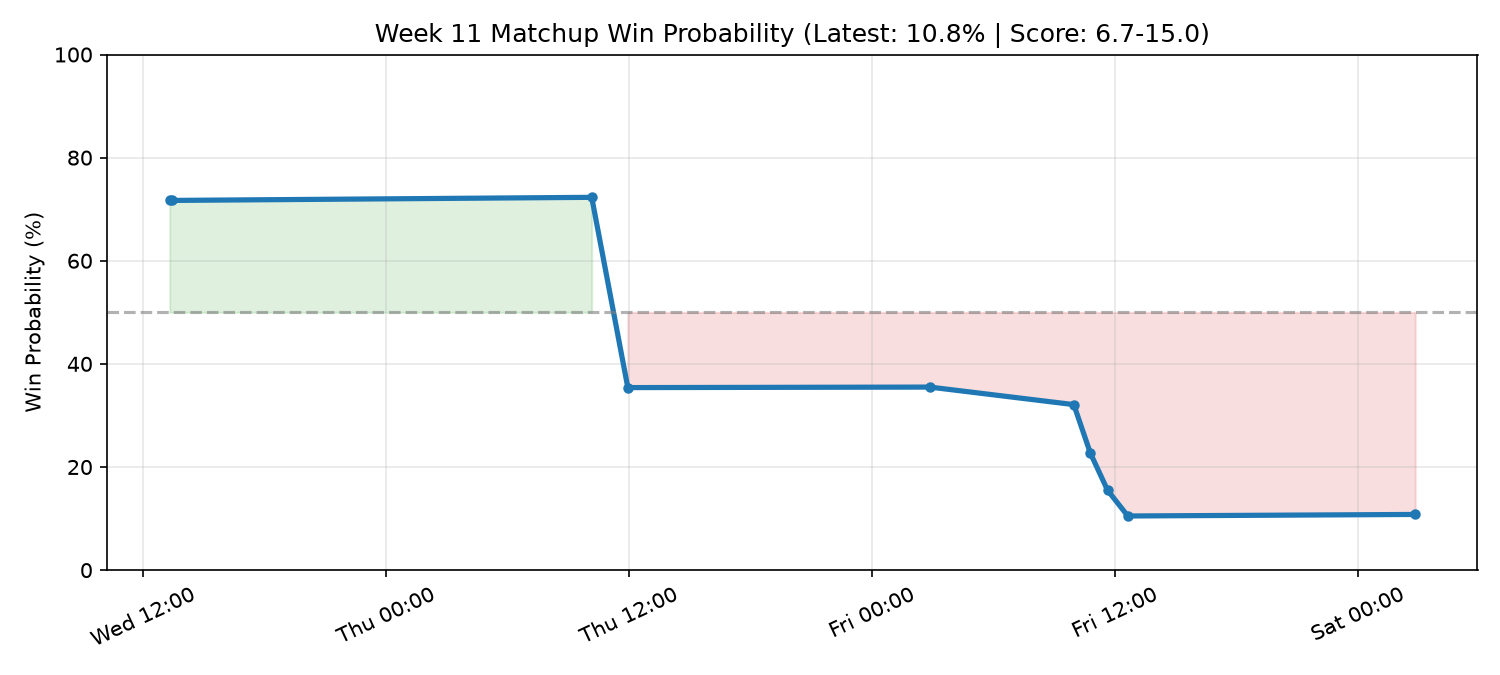 Week 11 Matchup Win Probability (Latest: 10.8% | Score: 6.7-15.0)
Win Probability (%)
100
80
60
40
20
0
Wed 12:00
Thu 00:00
Thu 12:00
Fri 00:00
Fri 12:00
Sat 00:00